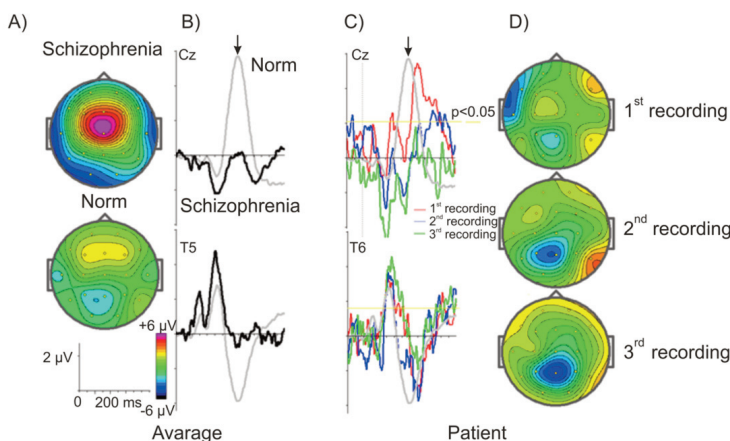 A)
Schizophrenia
Norm
2 µV
0 200 ms
+6 µV
-6 µV
B)
Cz
Norm
Schizophrenia
T5
Avarage
C)
Cz
p<0.05
1st recording
2nd recording
3rd recording
T6
Patient
D)
1st recording
2nd recording
3rd recording